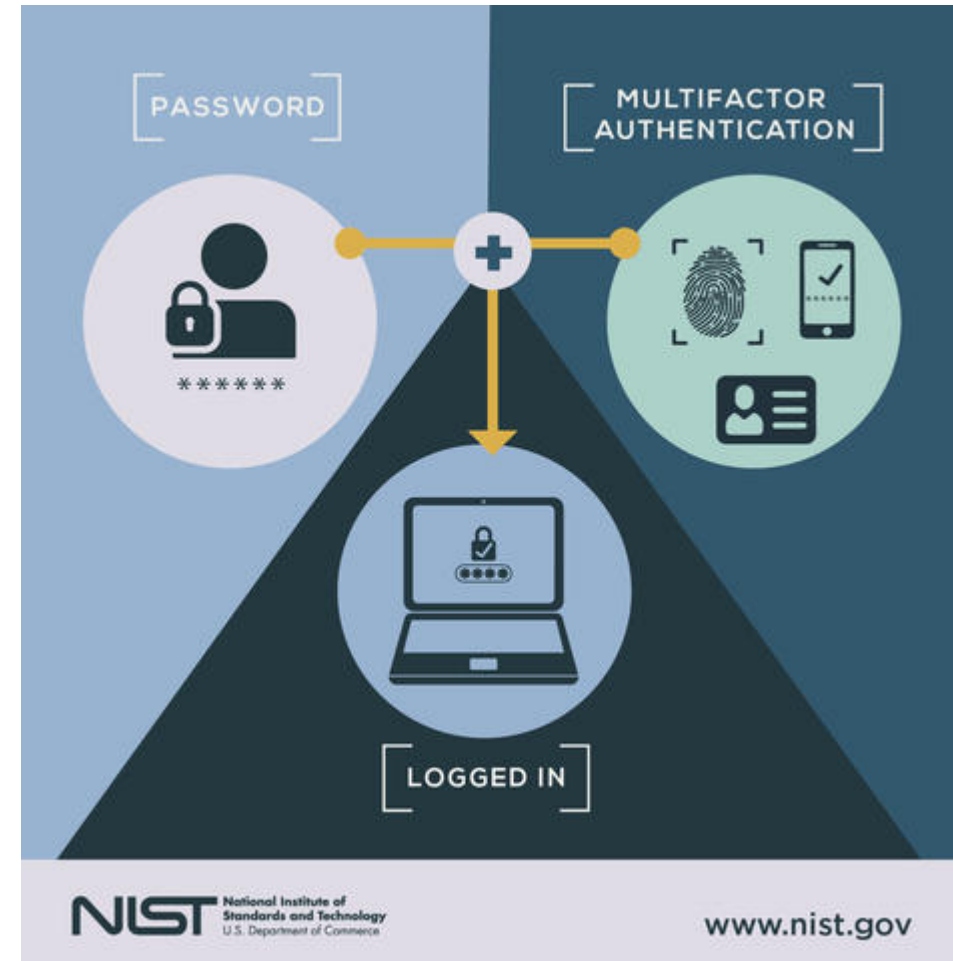 PASSWORD
MULTIFACTOR
AUTHENTICATION
******
LOGGED IN
NIST
National Institute of
Standards and Technology
U.S. Department of Commerce
www.nist.gov